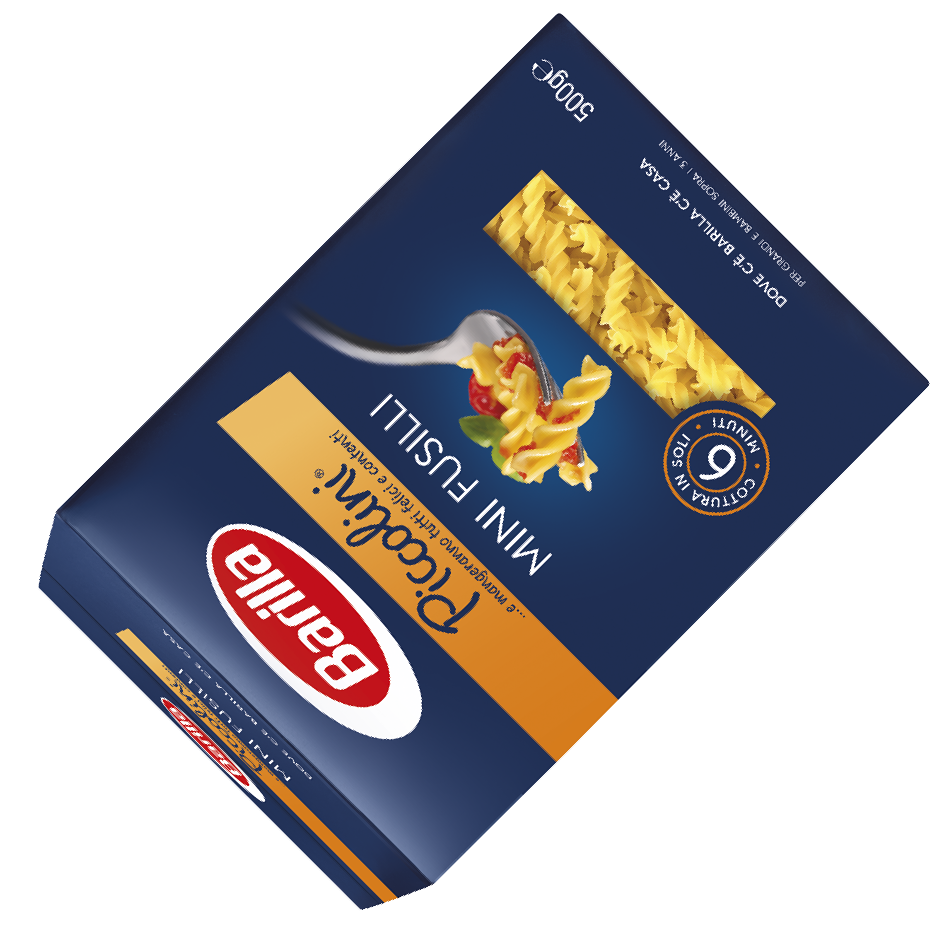 Barilla
Piccolini®
...e mangeranno tutti felici e contenti
MINI FUSILLI
COTTURA IN SOLI
6
MINUTI
DOVE C'È BARILLA C'È CASA
PER GRANDI E BAMBINI SOPRA I 3 ANNI
500g ℮
Barilla
Piccolini
MINI FUSILLI
DOVE C'È BARILLA C'È CASA